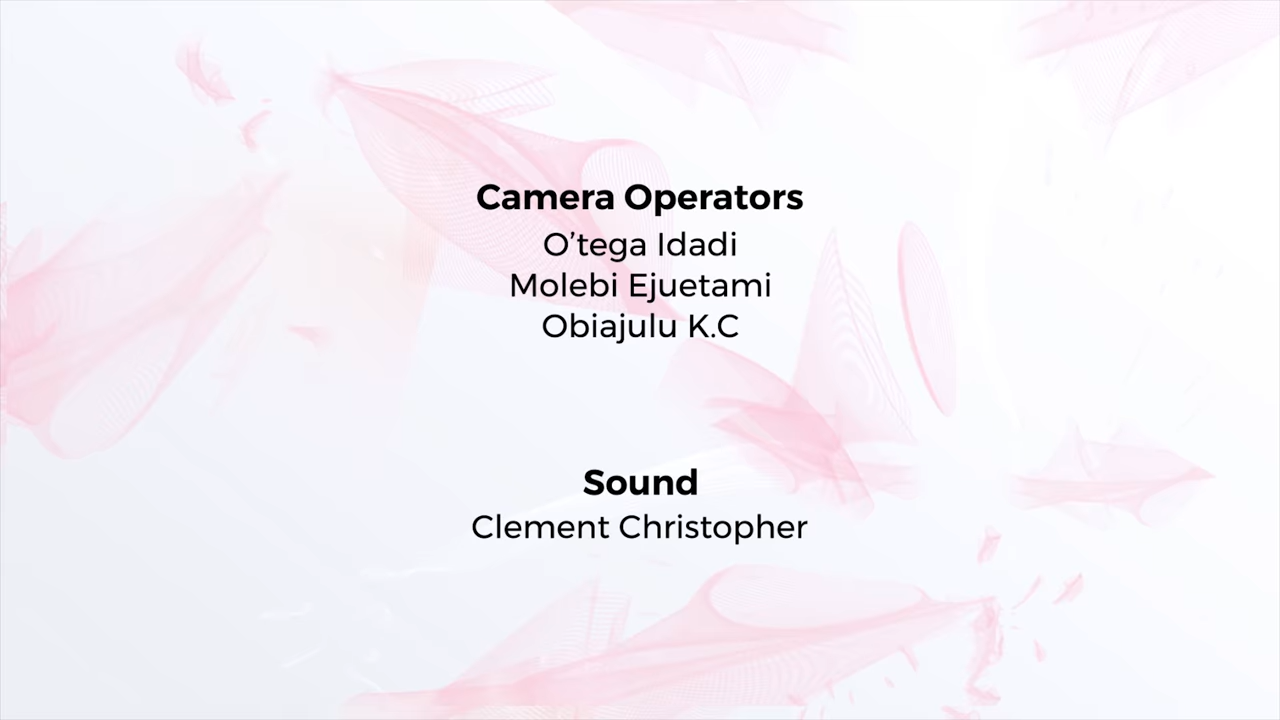 Camera Operators
O’tega Idadi
Molebi Ejuetami
Obiajulu K.C
Sound
Clement Christopher